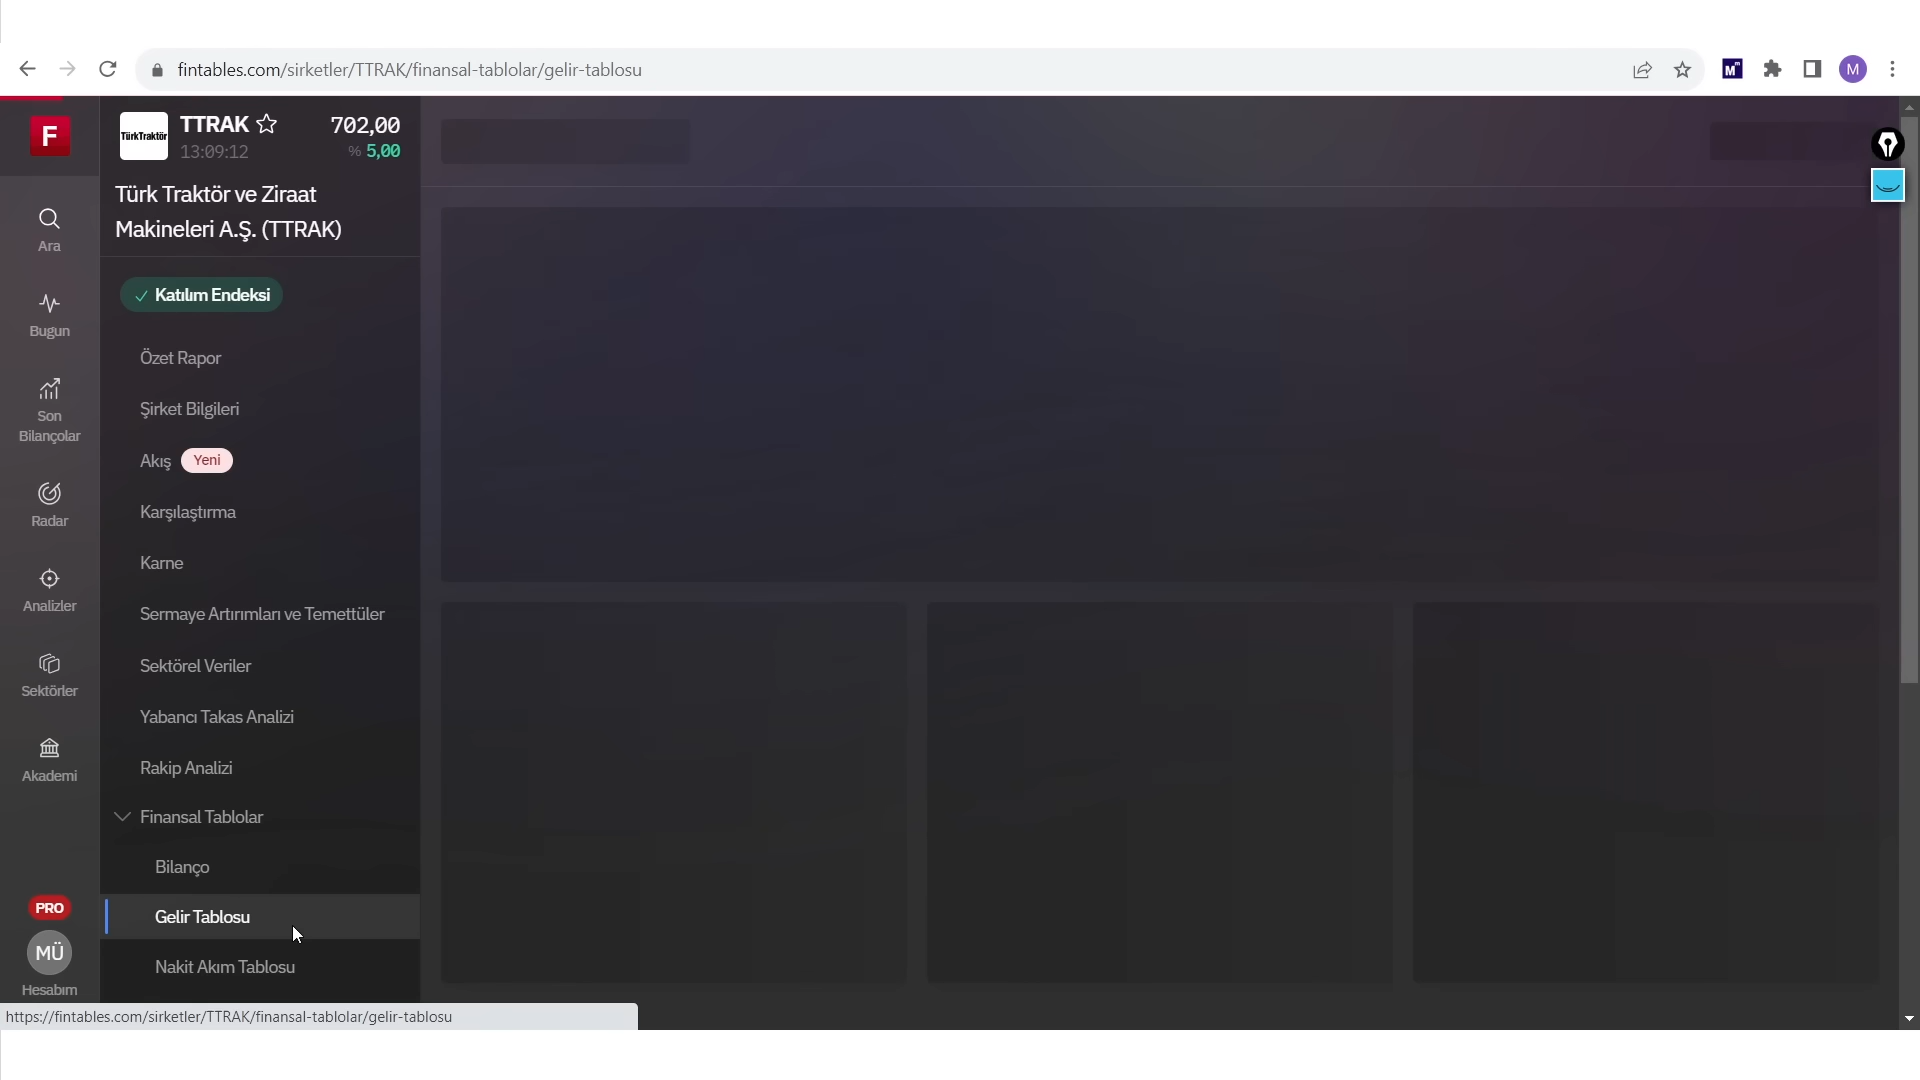 fintables.com/sirketler/TTRAK/finansal-tablolar/gelir-tablosu
M
M
F
TürkTraktör
TTRAK
702,00
13:09:12
% 5,00
Türk Traktör ve Ziraat
Makineleri A.Ş. (TTRAK)
Ara
Bugun
Son
Bilançolar
Radar
Analizler
Sektörler
Akademi
PRO
MÜ
Hesabım
Katılım Endeksi
Özet Rapor
Şirket Bilgileri
Akış Yeni
Karşılaştırma
Karne
Sermaye Artırımları ve Temettüler
Sektörel Veriler
Yabancı Takas Analizi
Rakip Analizi
Finansal Tablolar
Bilanço
Gelir Tablosu
Nakit Akım Tablosu
https://fintables.com/sirketler/TTRAK/finansal-tablolar/gelir-tablosu